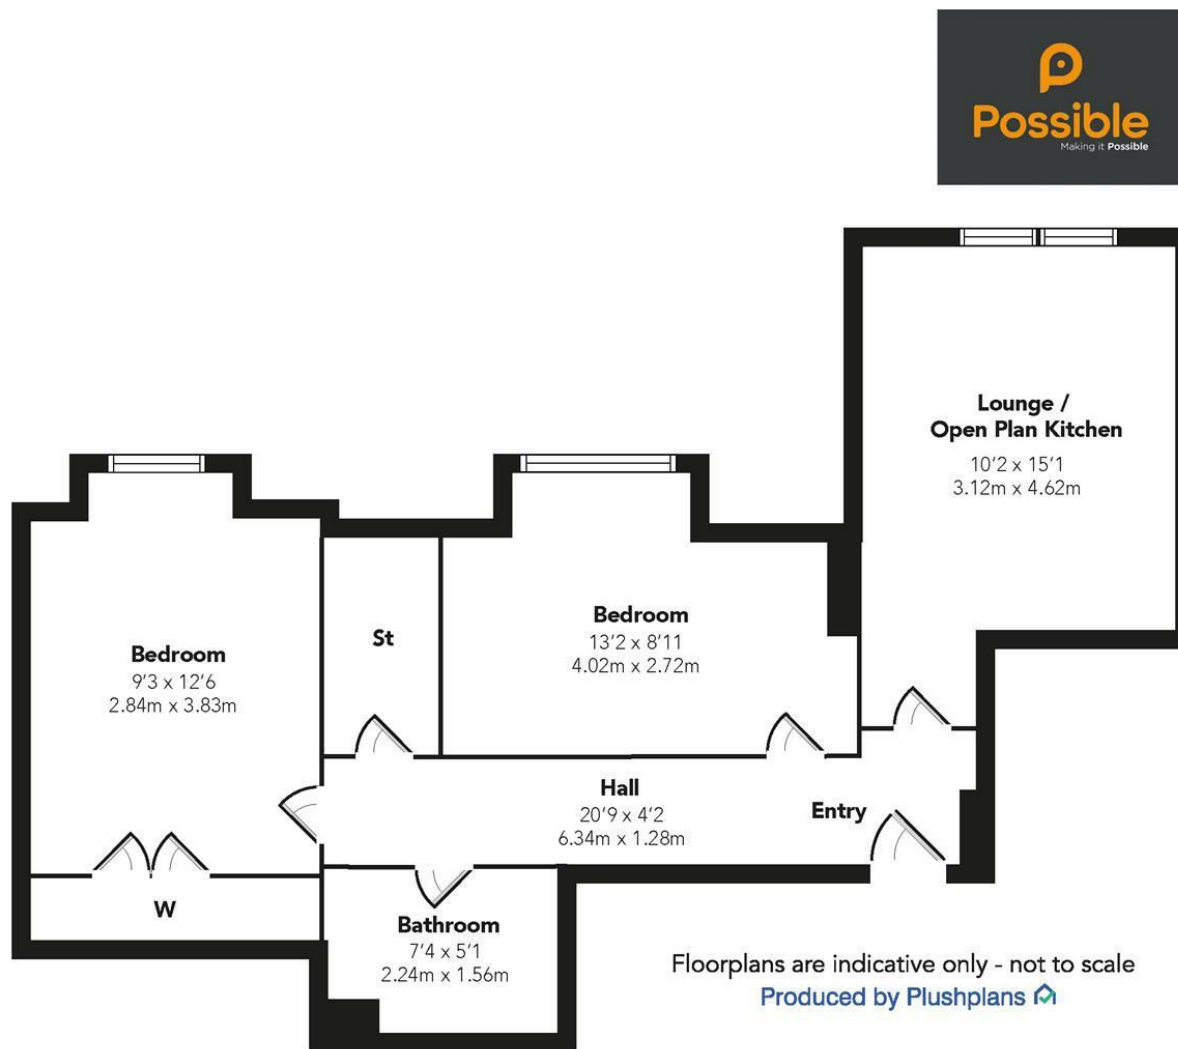 Possible
Making it Possible
Lounge /
Open Plan Kitchen
10'2 x 15'1
3.12m x 4.62m
Bedroom
13'2 x 8'11
4.02m x 2.72m
St
Bedroom
9'3 x 12'6
2.84m x 3.83m
Hall
20'9 x 4'2
6.34m x 1.28m
Entry
W
Bathroom
7'4 x 5'1
2.24m x 1.56m
Floorplans are indicative only - not to scale
Produced by Plushplans